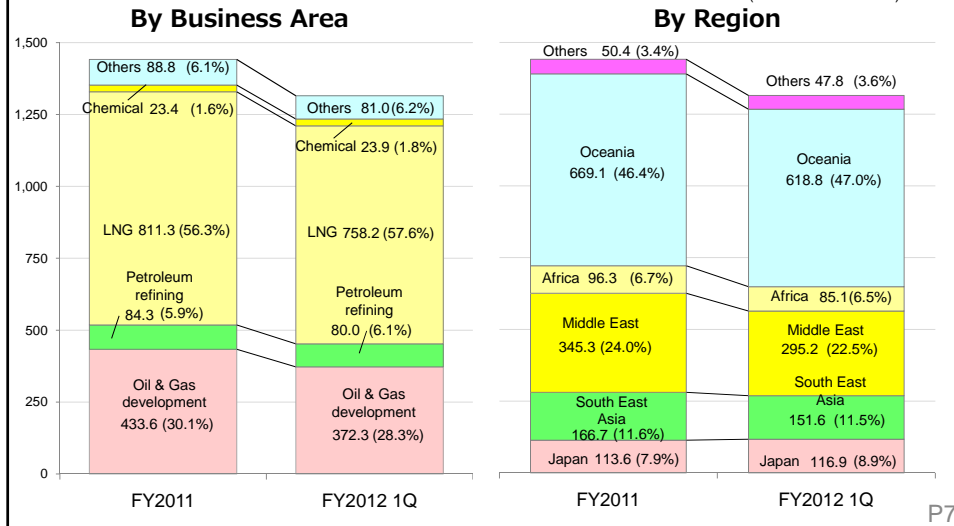 By Business Area
1,500
1,250
1,000
750
500
250
0
Others 88.8 (6.1%)
Chemical 23.4 (1.6%)
LNG 811.3 (56.3%)
Petroleum
refining
84.3 (5.9%)
Oil & Gas
development
433.6 (30.1%)
FY2011
Others 81.0 (6.2%)
Chemical 23.9 (1.8%)
LNG 758.2 (57.6%)
Petroleum
refining
80.0 (6.1%)
Oil & Gas
development
372.3 (28.3%)
FY2012 1Q
By Region
Others 50.4 (3.4%)
Oceania
669.1 (46.4%)
Africa 96.3 (6.7%)
Middle East
345.3 (24.0%)
South East
Asia
166.7 (11.6%)
Japan 113.6 (7.9%)
FY2011
Others 47.8 (3.6%)
Oceania
618.8 (47.0%)
Africa 85.1 (6.5%)
Middle East
295.2 (22.5%)
South East
Asia
151.6 (11.5%)
Japan 116.9 (8.9%)
FY2012 1Q
P7